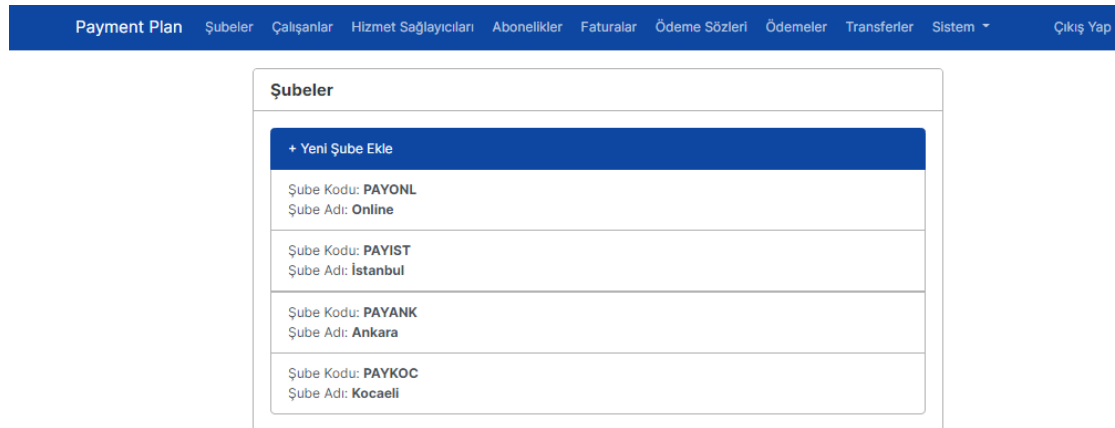 Payment Plan Şubeler Çalışanlar Hizmet Sağlayıcıları Abonelikler Faturalar Ödeme Sözleri Ödemeler Transferler Sistem Çıkış Yap
Şubeler
+ Yeni Şube Ekle
Şube Kodu: PAYONL
Şube Adı: Online
Şube Kodu: PAYIST
Şube Adı: İstanbul
Şube Kodu: PAYANK
Şube Adı: Ankara
Şube Kodu: PAYKOC
Şube Adı: Kocaeli